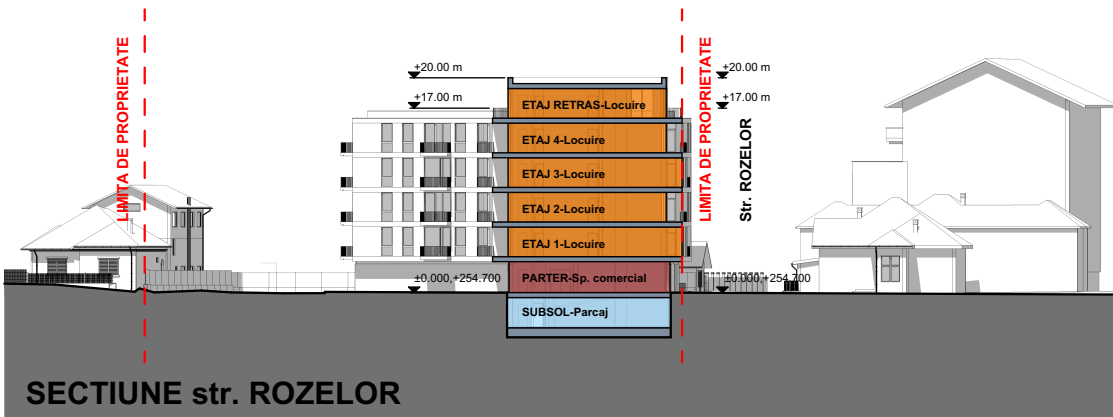 LIMITA DE PROPRIETATE
+20.00 m
+17.00 m
ETAJ RETRAS-Locuire
ETAJ 4-Locuire
ETAJ 3-Locuire
ETAJ 2-Locuire
ETAJ 1-Locuire
PARTER-Sp. comercial
SUBSOL-Parcaj
±0.000,+254.700
LIMITA DE PROPRIETATE
+20.00 m
+17.00 m
Str. ROZELOR
±0.000,+254.700
SECTIUNE str. ROZELOR